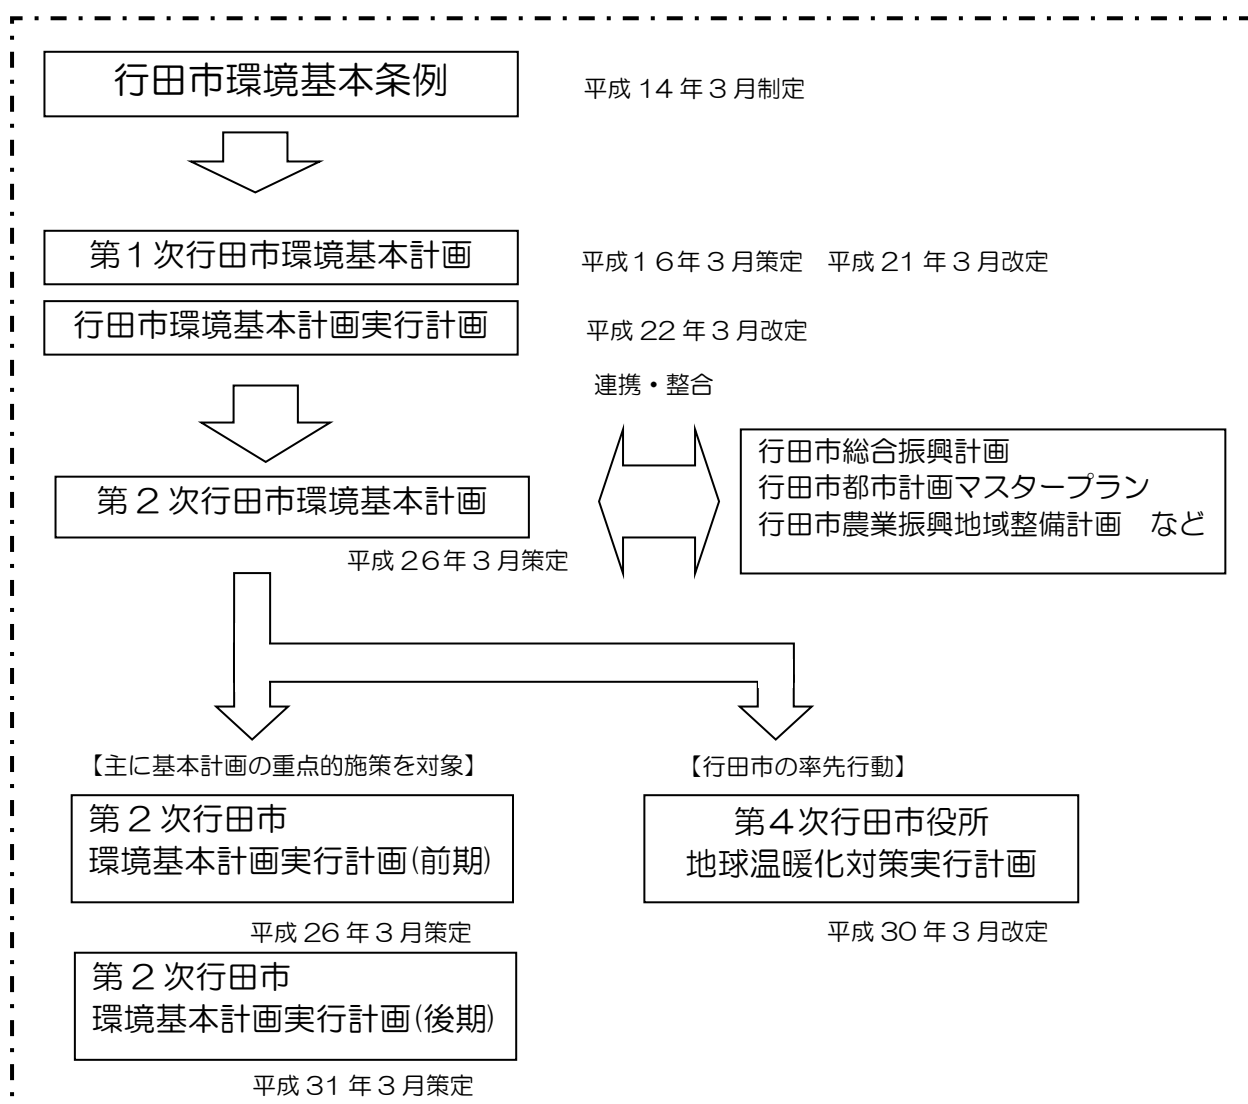 行田市環境基本条例
平成14年3月制定
第1次行田市環境基本計画
平成16年3月策定　平成21年3月改定
行田市環境基本計画実行計画
平成22年3月改定
連携・整合
行田市総合振興計画
行田市都市計画マスタープラン
行田市農業振興地域整備計画　など
第2次行田市環境基本計画
平成26年3月策定
【主に基本計画の重点的施策を対象】
第2次行田市
環境基本計画実行計画(前期)
平成26年3月策定
第2次行田市
環境基本計画実行計画(後期)
平成31年3月策定
【行田市の率先行動】
第4次行田市役所
地球温暖化対策実行計画
平成30年3月改定